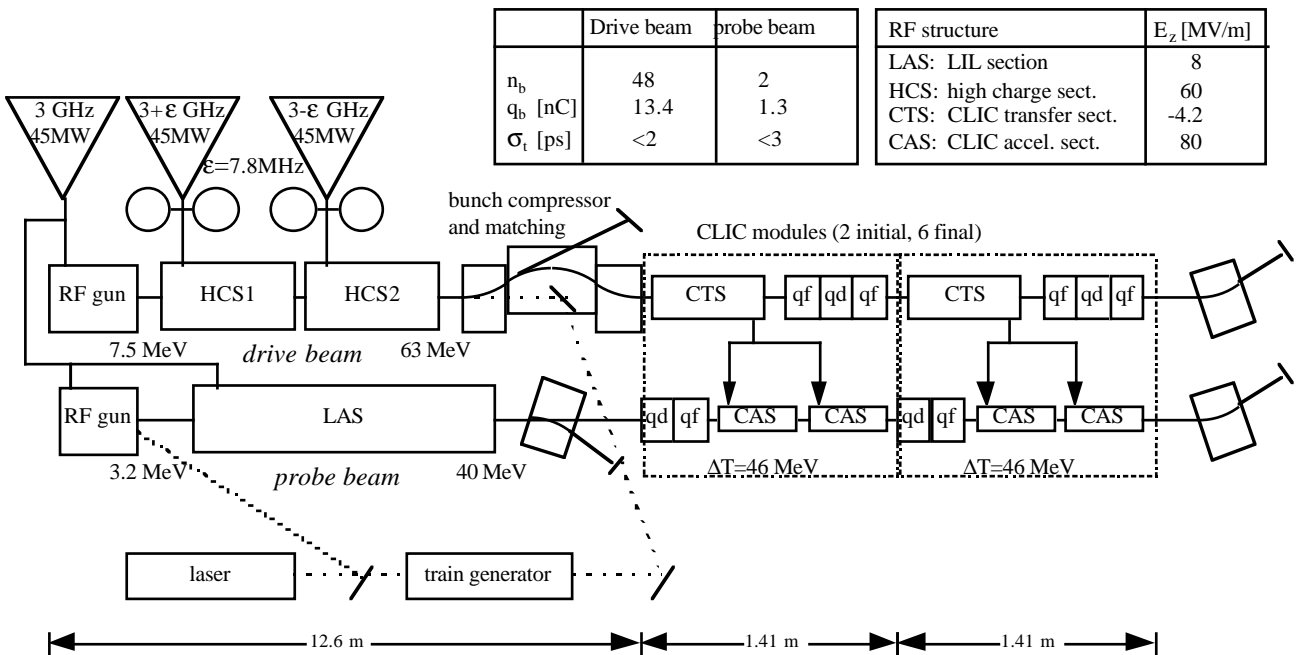 Drive beam probe beam
n_b 48 2
q_b [nC] 13.4 1.3
σ_t [ps] <2 <3
RF structure E_z [MV/m]
LAS: LIL section 8
HCS: high charge sect. 60
CTS: CLIC transfer sect. -4.2
CAS: CLIC accel. sect. 80
3 GHz 3+ε GHz 3-ε GHz
45MW 45MW 45MW
ε=7.8MHz
bunch compressor
and matching
CLIC modules (2 initial, 6 final)
RF gun HCS1 HCS2 CTS qf qd qf CTS qf qd qf
7.5 MeV drive beam 63 MeV
RF gun LAS qd qf CAS CAS qd qf CAS CAS
3.2 MeV probe beam 40 MeV ΔT=46 MeV ΔT=46 MeV
laser train generator
12.6 m 1.41 m 1.41 m